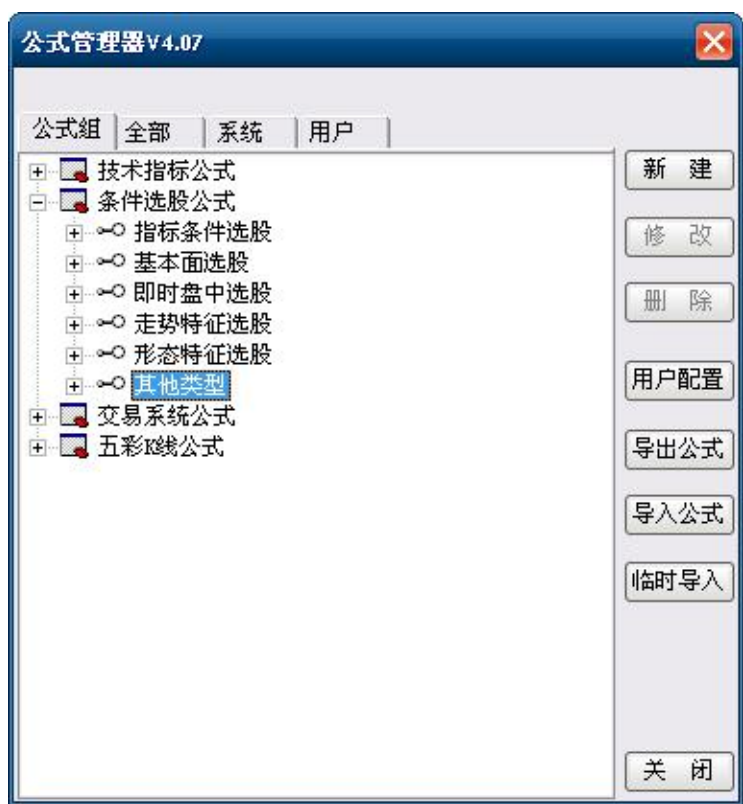 公式管理器V4.07
公式组 全部 系统 用户
技术指标公式
条件选股公式
指标条件选股
基本面选股
即时盘中选股
走势特征选股
形态特征选股
其他类型
交易系统公式
五彩K线公式
新 建
修 改
删 除
用户配置
导出公式
导入公式
临时导入
关 闭